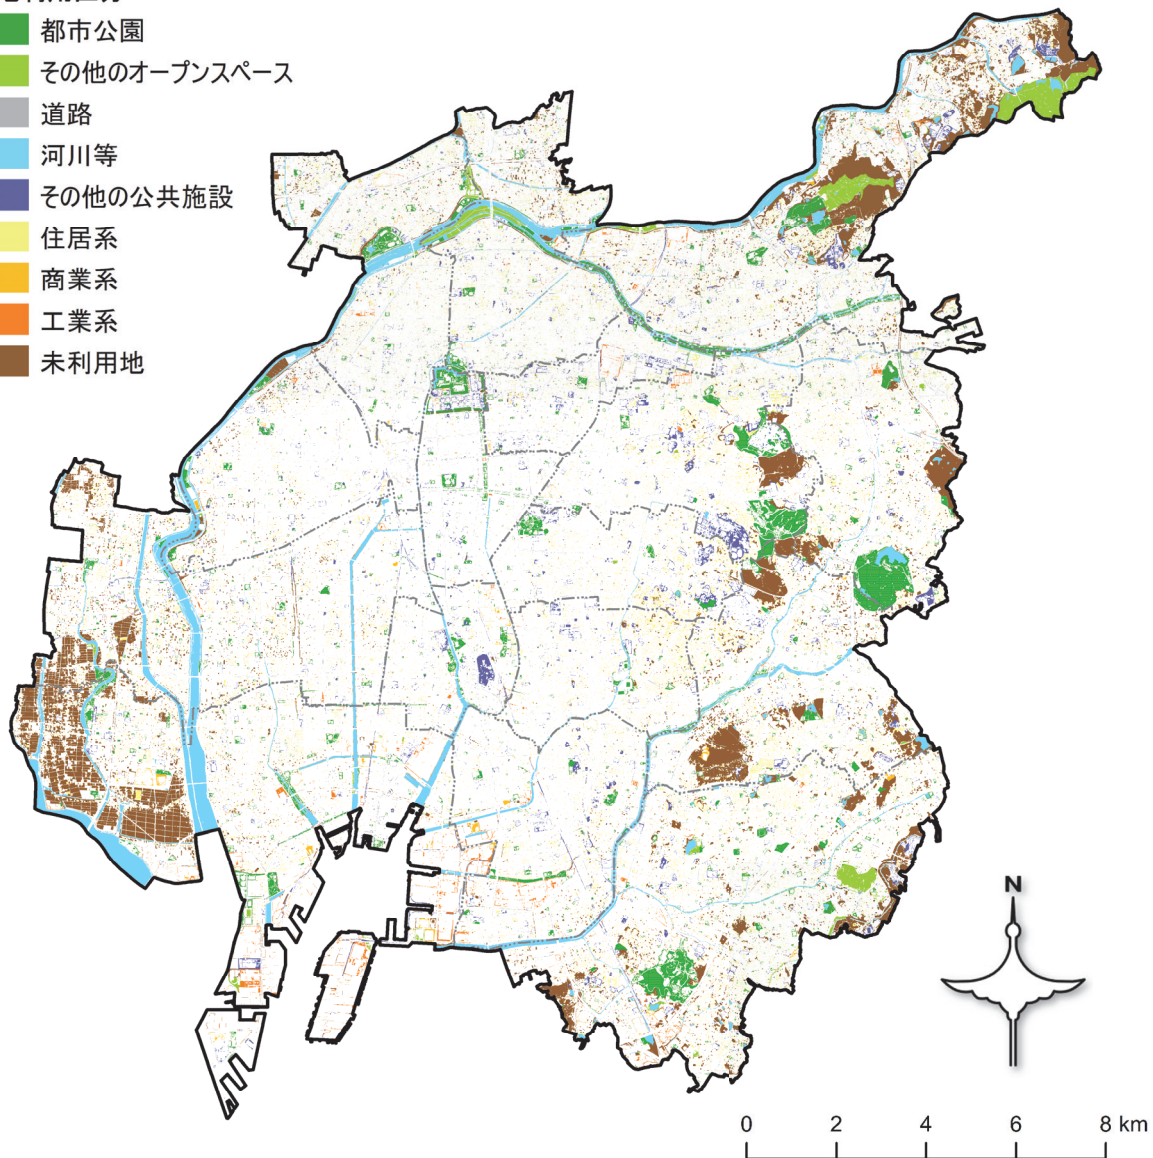 都市公園
その他のオープンスペース
道路
河川等
その他の公共施設
住居系
商業系
工業系
未利用地
N
0 2 4 6 8 km